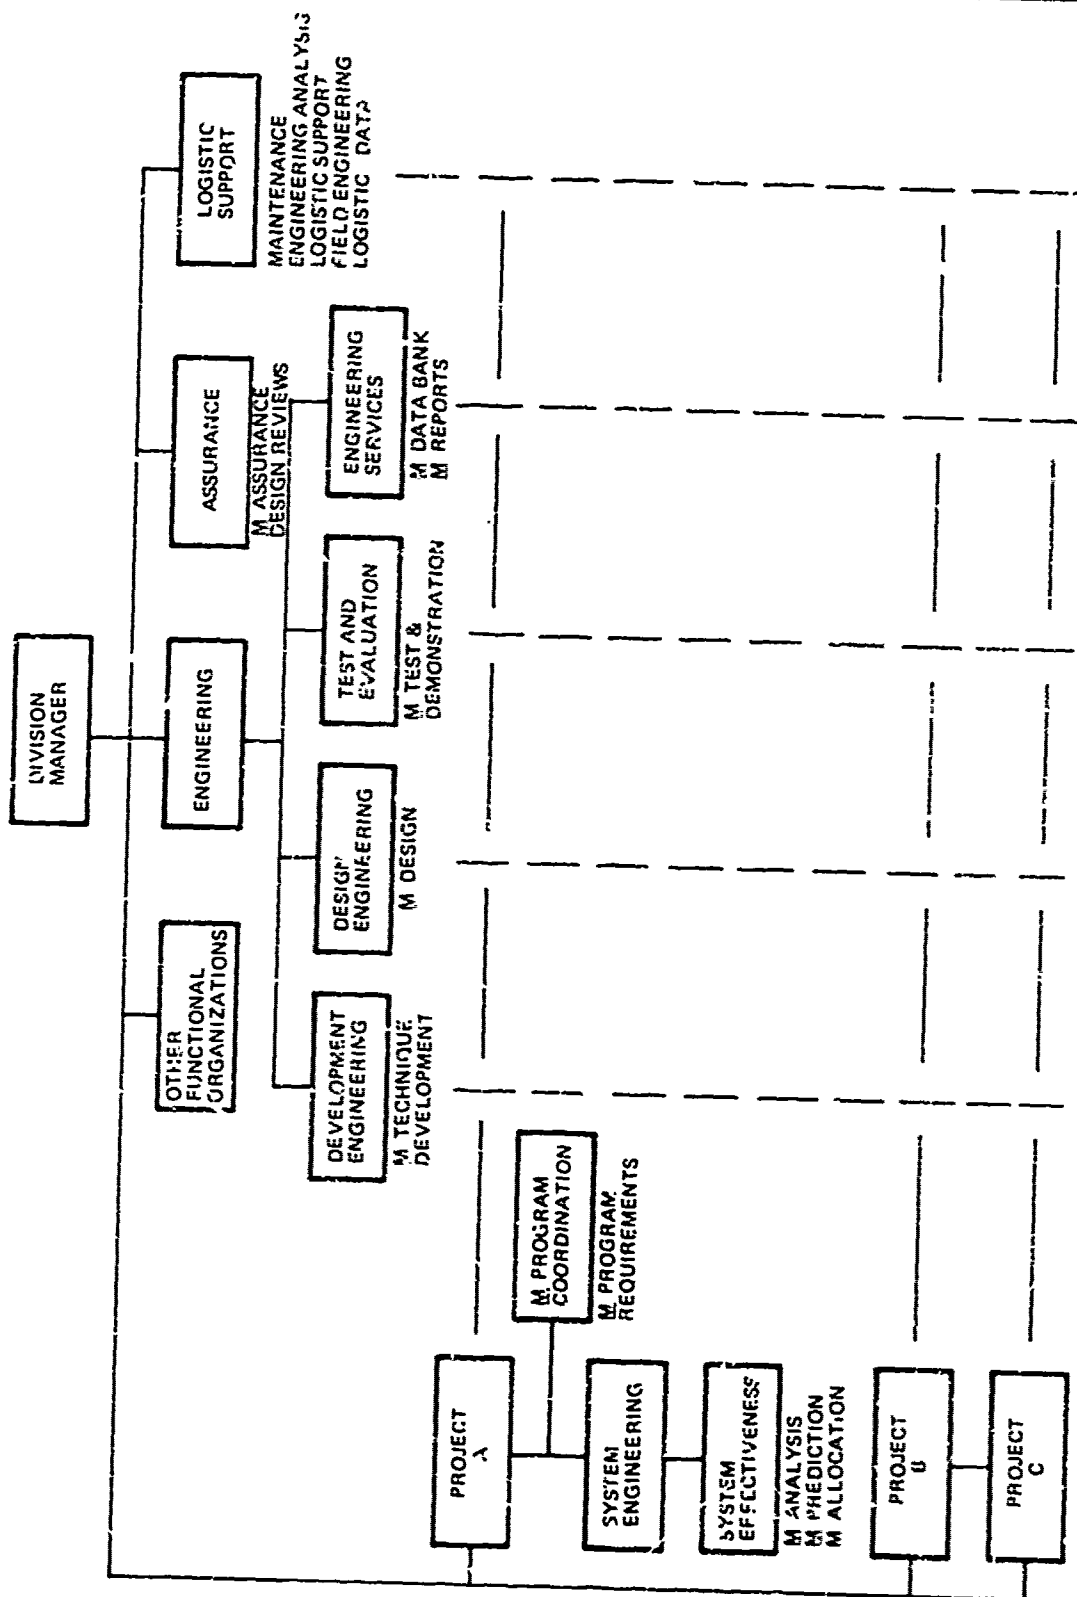 DIVISION
MANAGER
OTHER
FUNCTIONAL
ORGANIZATIONS
ENGINEERING
ASSURANCE
M ASSURANCE
DESIGN REVIEWS
LOGISTIC
SUPPORT
MAINTENANCE
ENGINEERING ANALYSIS
LOGISTIC SUPPORT
FIELD ENGINEERING
LOGISTIC DATA
DEVELOPMENT
ENGINEERING
M TECHNIQUE
DEVELOPMENT
DESIGN
ENGINEERING
M DESIGN
TEST AND
EVALUATION
M TEST &
DEMONSTRATION
ENGINEERING
SERVICES
M DATA BANK
M REPORTS
PROJECT
A
M PROGRAM
COORDINATION
M PROGRAM
REQUIREMENTS
SYSTEM
ENGINEERING
SYSTEM
EFFECTIVENESS
M ANALYSIS
M PREDICTION
M ALLOCATION
PROJECT
B
PROJECT
C